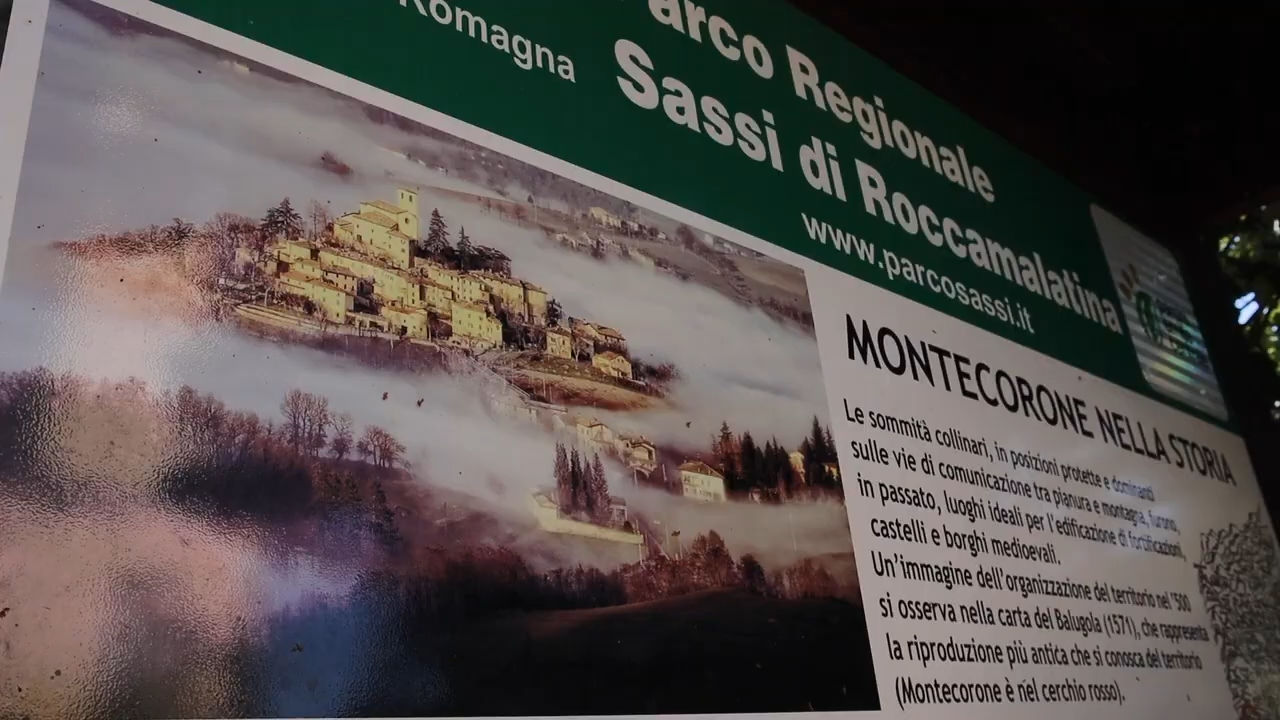 Romagna
arco Regionale
Sassi di Roccamalatina
www.parcosassi.it
MONTECORONE NELLA STORIA
Le sommità collinari, in posizioni protette e dominanti
sulle vie di comunicazione tra pianura e montagna, furono,
in passato, luoghi ideali per l'edificazione di fortificazioni,
castelli e borghi medioevali.
Un'immagine dell'organizzazione del territorio nel '500
si osserva nella carta del Balugola (1571), che rappresenta
la riproduzione più antica che si conosca del territorio
(Montecorone è nel cerchio rosso).